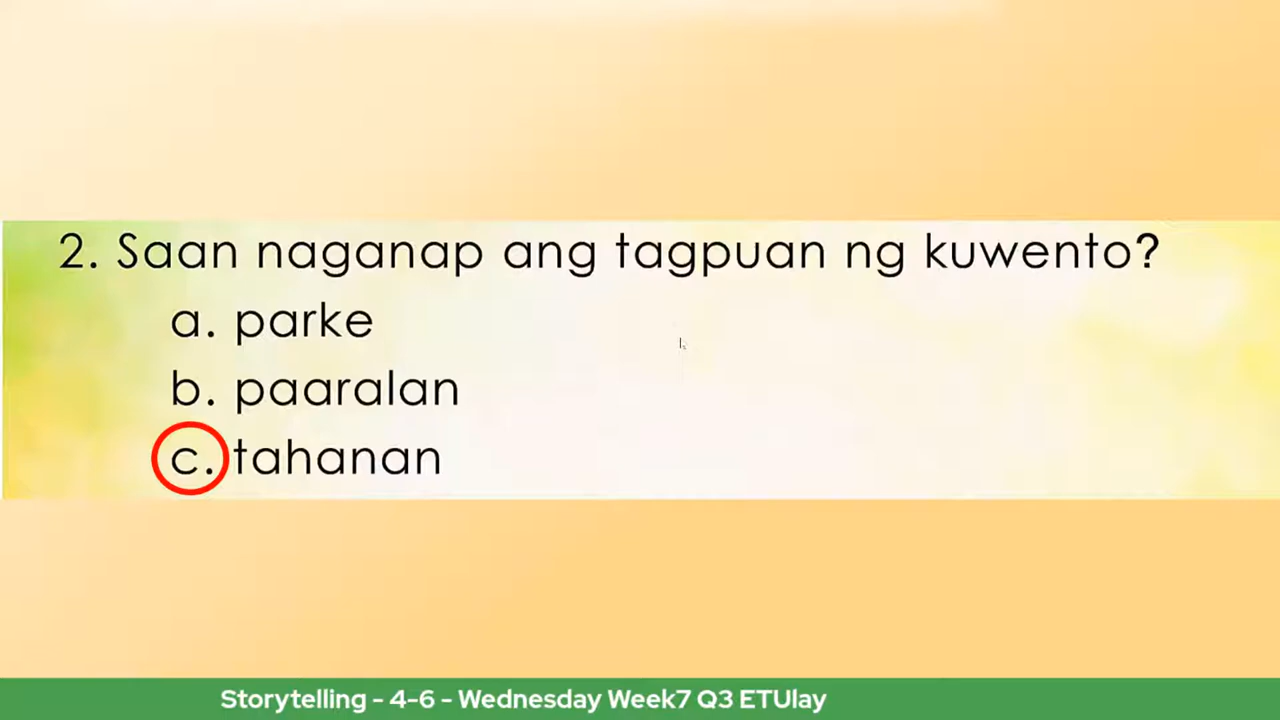 2. Saan naganap ang tagpuan ng kuwento?
a. parke
b. paaralan
c. tahanan
Storytelling - 4-6 - Wednesday Week7 Q3 ETUlay